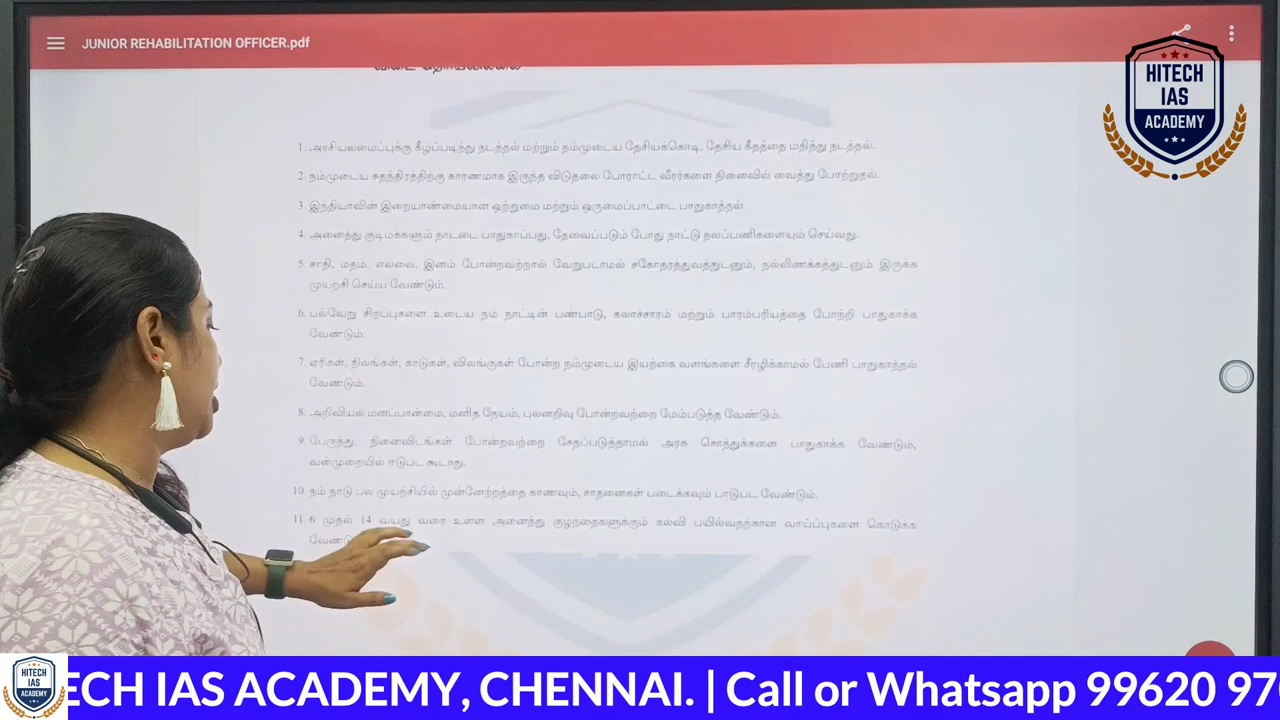 JUNIOR REHABILITATION OFFICER.pdf
HITECH
IAS
ACADEMY
1. அரசியலமைப்புக்கு கீழ்ப்படிந்து நடத்தல் மற்றும் நம்முடைய தேசியக்கொடி, தேசிய கீதத்தை மதித்து நடத்தல்.
2. நம்முடைய சுதந்திரத்திற்கு காரணமாக இருந்த விடுதலை போராட்ட வீரர்களை நினைவில் வைத்து போற்றுதல்.
3. இந்தியாவின் இறையாண்மையான ஒற்றுமை மற்றும் ஒருமைப்பாட்டை பாதுகாத்தல்.
4. அனைத்து குடிமக்களும் நாட்டை பாதுகாப்பது, தேவைப்படும் போது நாட்டு நலப்பணிகளையும் செய்வது.
5. சாதி, மதம், எல்லை, இனம் போன்றவற்றால் வேறுபடாமல் சகோதரத்துவத்துடனும், நல்லிணக்கத்துடனும் இருக்க
முயற்சி செய்ய வேண்டும்.
6. பல்வேறு சிறப்புகளை உடைய நம் நாட்டின் பண்பாடு, கலாச்சாரம் மற்றும் பாரம்பரியத்தை போற்றி பாதுகாக்க
வேண்டும்.
7. ஏரிகள், நிலங்கள், காடுகள், விலங்குகள் போன்ற நம்முடைய இயற்கை வளங்களை சீரழிக்காமல் பேணி பாதுகாத்தல்
வேண்டும்.
8. அறிவியல் மனப்பான்மை, மனித நேயம், புலனறிவு போன்றவற்றை மேம்படுத்த வேண்டும்.
9. பேருந்து, நினைவிடங்கள் போன்றவற்றை சேதப்படுத்தாமல் அரசு சொத்துக்களை பாதுகாக்க வேண்டும்,
வன்முறையில் ஈடுபட கூடாது.
10. நம் நாடு பல முயற்சியில் முன்னேற்றத்தை காணவும், சாதனைகள் படைக்கவும் பாடுபட வேண்டும்.
11. 6 முதல் 14 வயது வரை உள்ள அனைத்து குழந்தைகளுக்கும் கல்வி பயில்வதற்கான வாய்ப்புகளை கொடுக்க
HITECH
IAS
ACADEMY
ECH IAS ACADEMY, CHENNAI. | Call or Whatsapp 99620 97